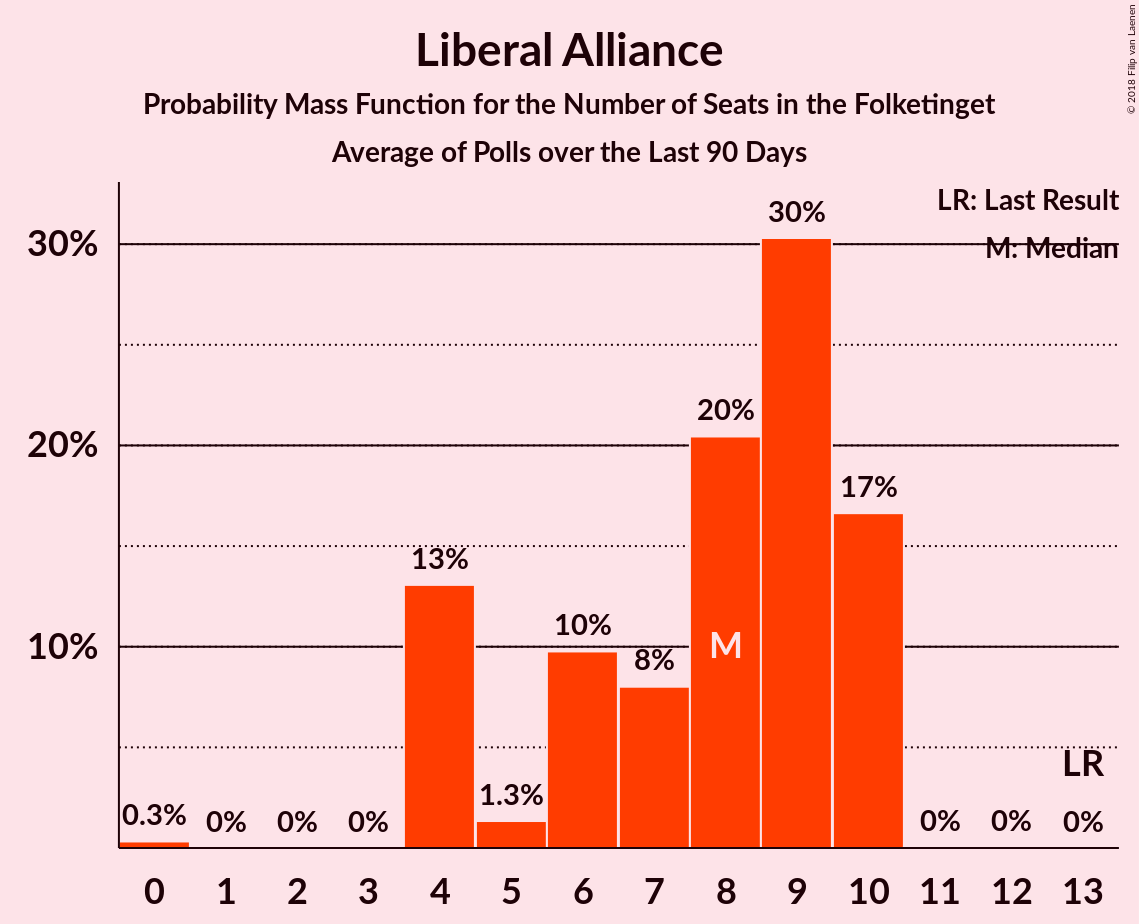 Liberal Alliance
Probability Mass Function for the Number of Seats in the Folketinget
Average of Polls over the Last 90 Days
© 2018 Filip van Laenen
LR: Last Result
M: Median
30%
20%
10%
0.3%
0%
0%
0%
13%
1.3%
10%
8%
20%
M
30%
17%
0%
0%
LR
0%
0 1 2 3 4 5 6 7 8 9 10 11 12 13